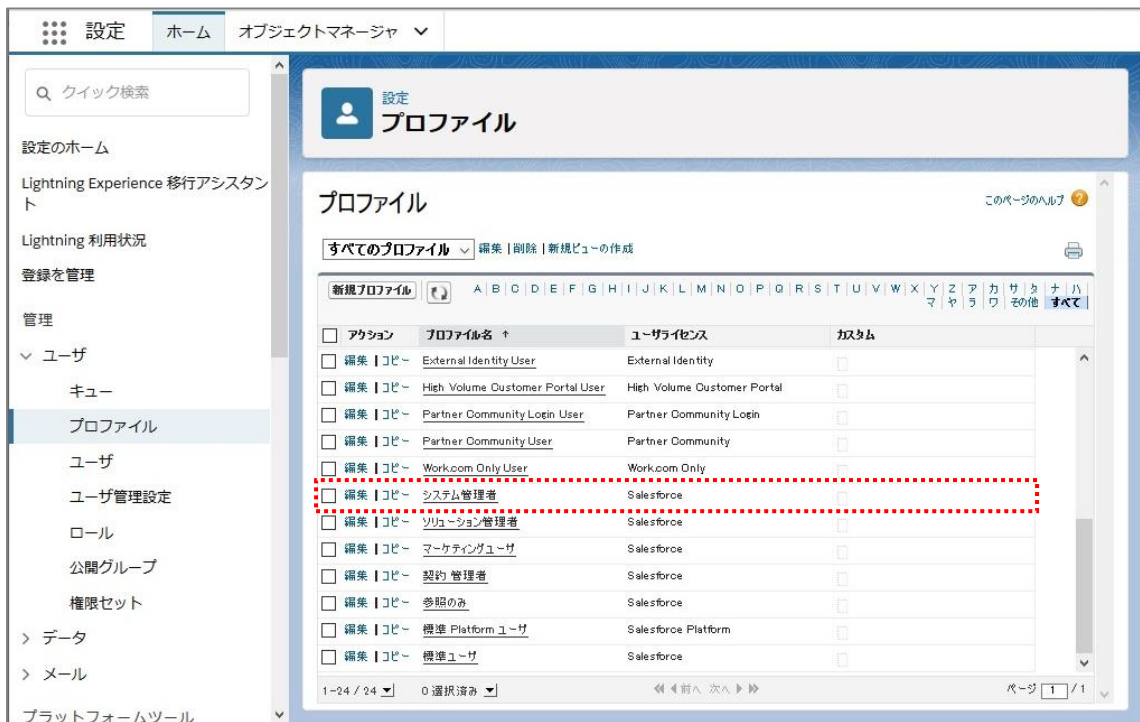 設定 ホーム オブジェクトマネージャ
クイック検索
設定のホーム
Lightning Experience 移行アシスタン
ト
Lightning 利用状況
登録を管理
管理
ユーザ
キュー
プロファイル
ユーザ
ユーザ管理設定
ロール
公開グループ
権限セット
データ
メール
プラットフォームツール
設定
プロファイル
プロファイル
このページのヘルプ ?
すべてのプロファイル 編集 | 削除 | 新規ビューの作成
新規プロファイル A | B | C | D | E | F | G | H | I | J | K | L | M | N | O | P | Q | R | S | T | U | V | W | X | Y | Z | ア | カ | サ | タ | ナ | ハ
マ | ヤ | ラ | ワ | その他 | すべて
アクション プロファイル名 ↑ ユーザライセンス カスタム
編集 | コピー External Identity User External Identity
編集 | コピー High Volume Customer Portal User High Volume Customer Portal
編集 | コピー Partner Community Login User Partner Community Login
編集 | コピー Partner Community User Partner Community
編集 | コピー Work.com Only User Work.com Only
編集 | コピー システム管理者 Salesforce
編集 | コピー ソリューション管理者 Salesforce
編集 | コピー マーケティングユーザ Salesforce
編集 | コピー 契約 管理者 Salesforce
編集 | コピー 参照のみ Salesforce
編集 | コピー 標準 Platform ユーザ Salesforce Platform
編集 | コピー 標準ユーザ Salesforce
1-24 / 24 0 選択済み 前へ 次へ ページ 1 / 1